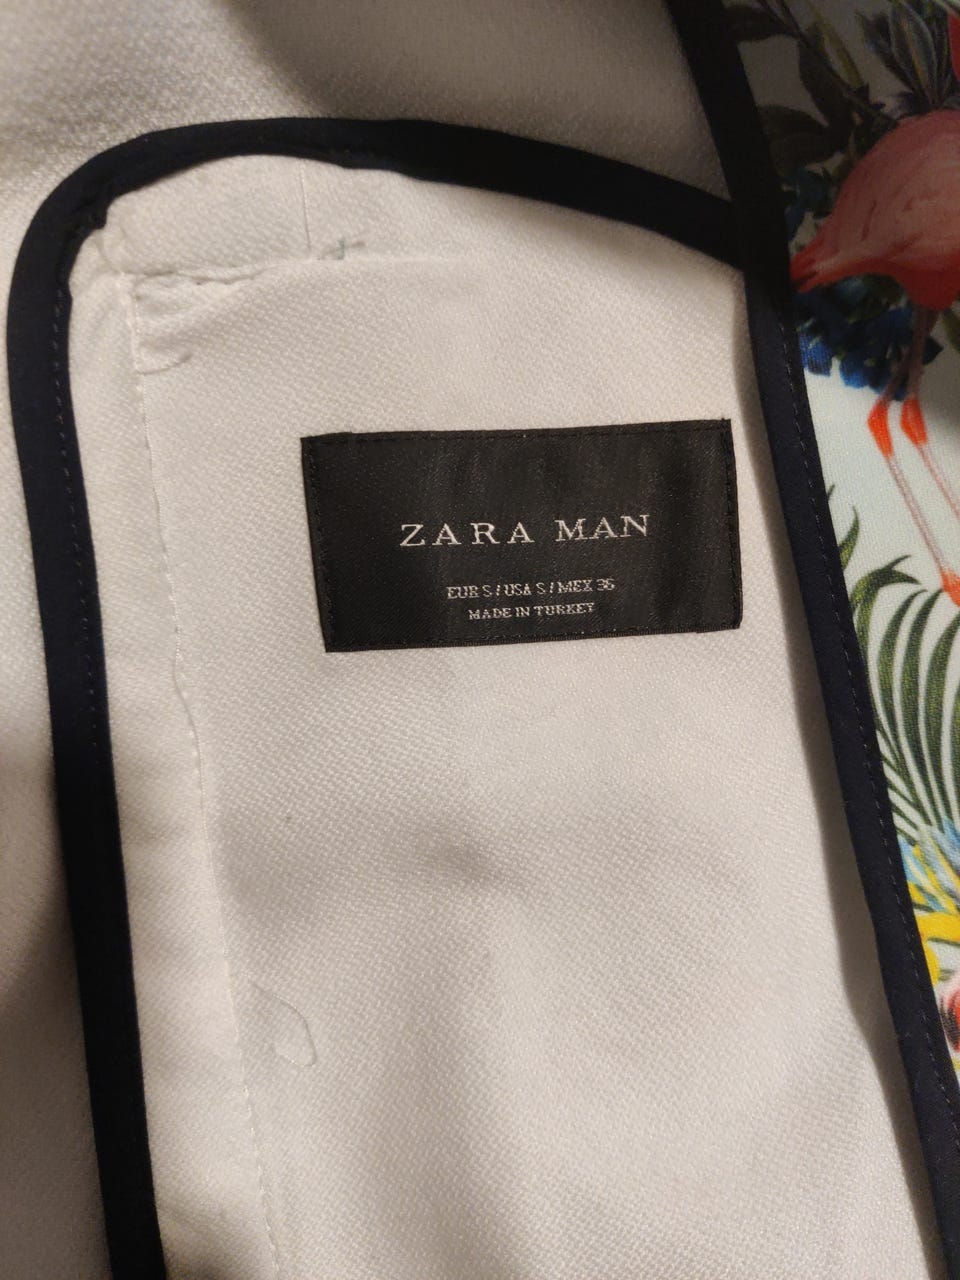 ZARA MAN
EUR S / USA S / MEX 36
MADE IN TURKEY